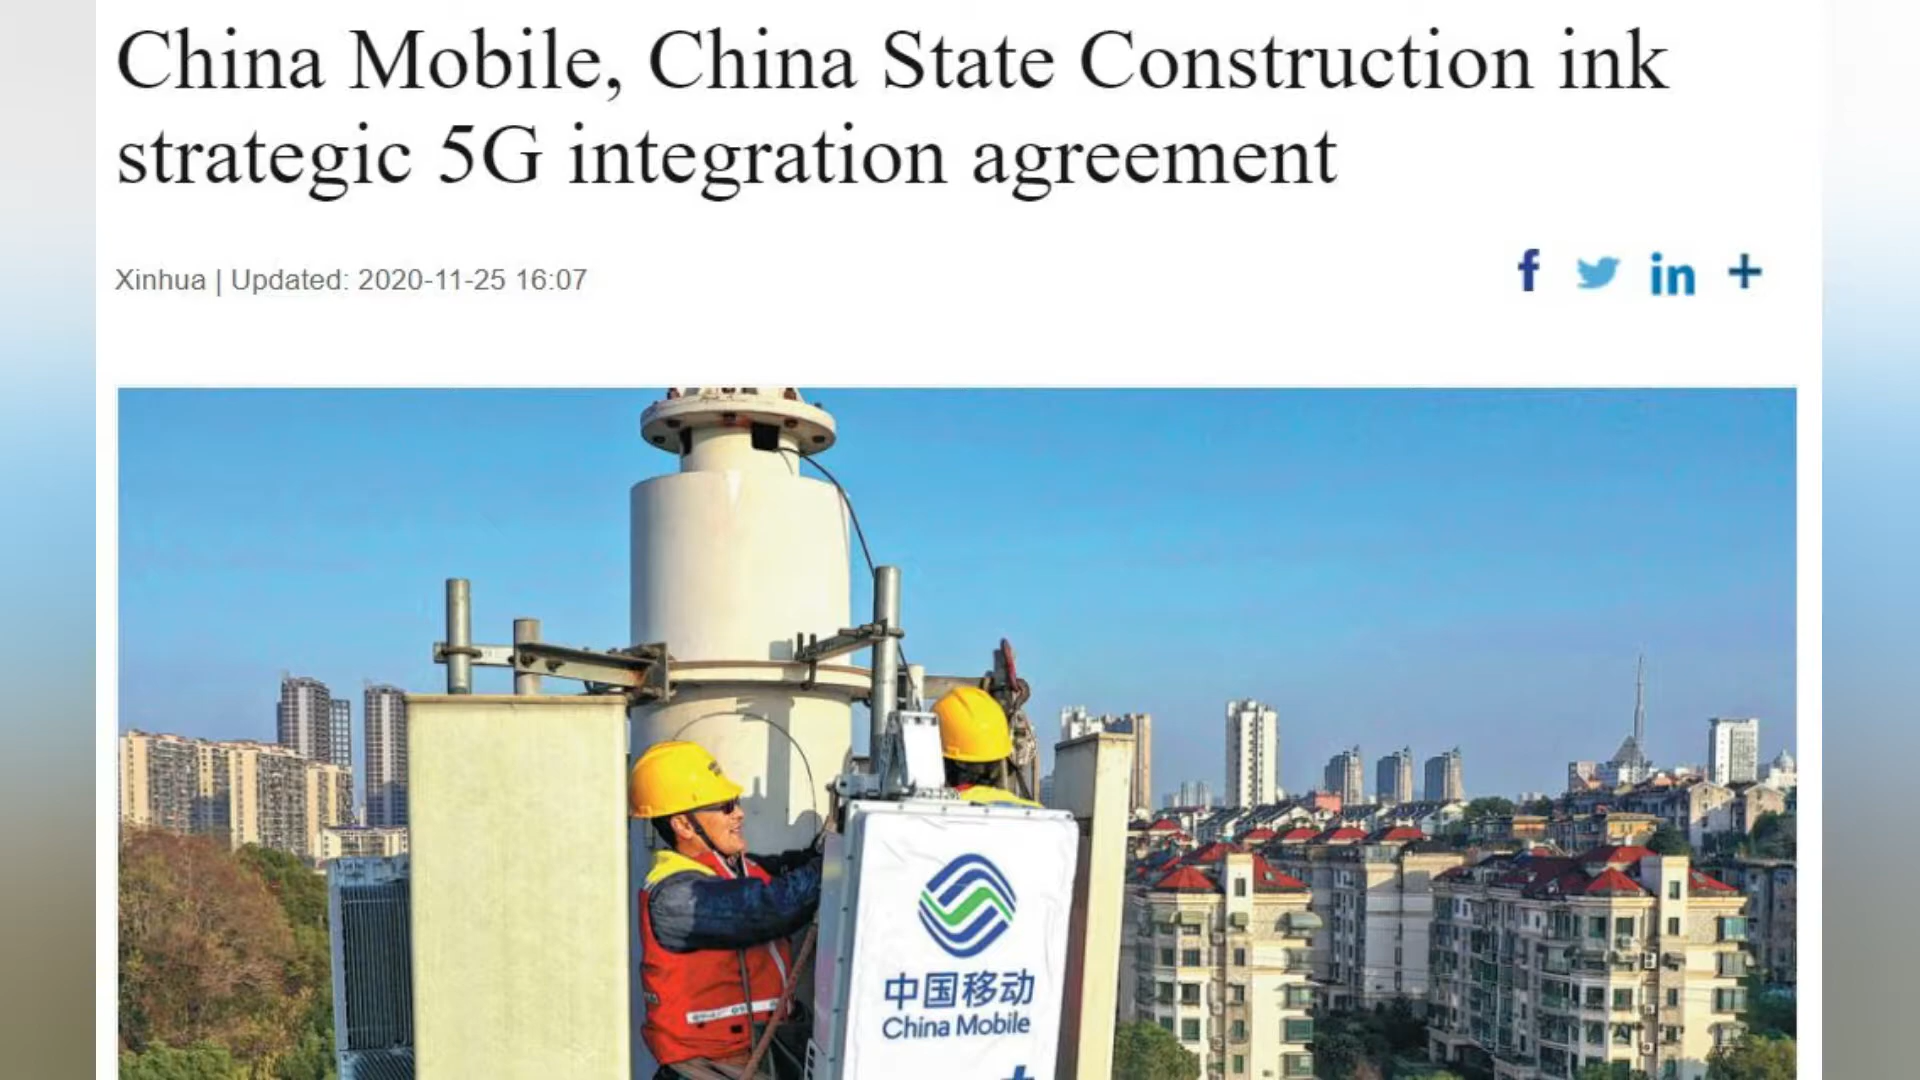 China Mobile, China State Construction ink
strategic 5G integration agreement
Xinhua | Updated: 2020-11-25 16:07
中国移动
China Mobile